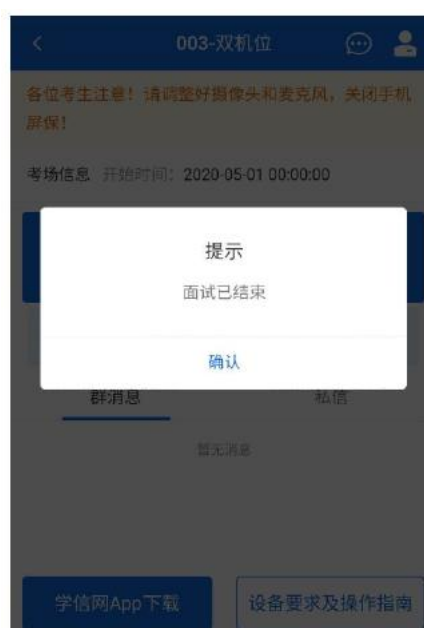 003-双机位
各位考生注意！请调整好摄像头和麦克风，关闭手机
屏保！
考场信息 开始时间：2020-05-01 00:00:00
提示
面试已结束
确认
群消息 私信
暂无消息
学信网App下载 设备要求及操作指南